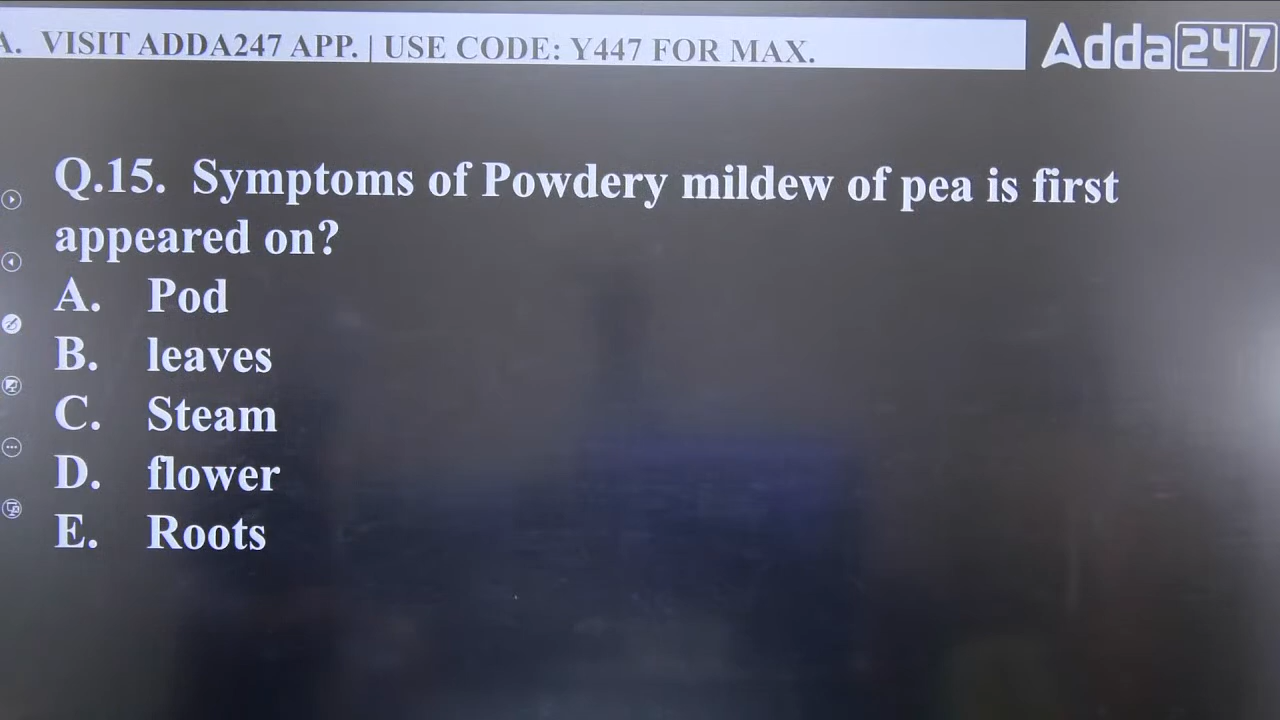 A. VISIT ADDA247 APP. | USE CODE: Y447 FOR MAX.
Adda247
Q.15. Symptoms of Powdery mildew of pea is first
appeared on?
A. Pod
B. leaves
C. Steam
D. flower
E. Roots